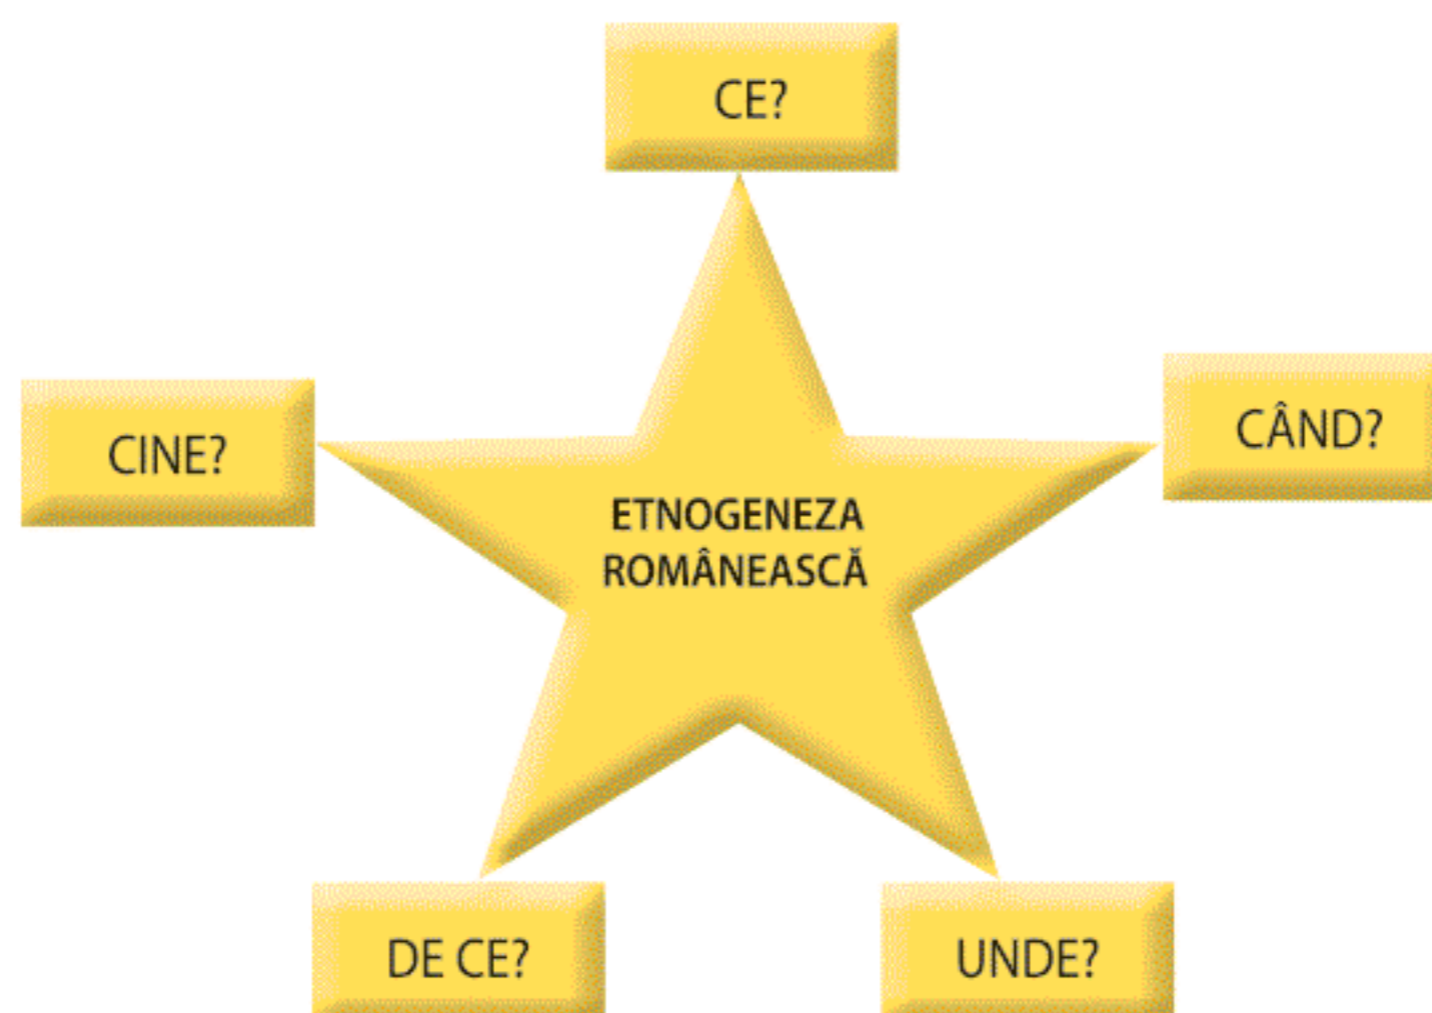 CE?
CINE?
CÂND?
ETNOGENEZA
ROMÂNEASCĂ
DE CE?
UNDE?